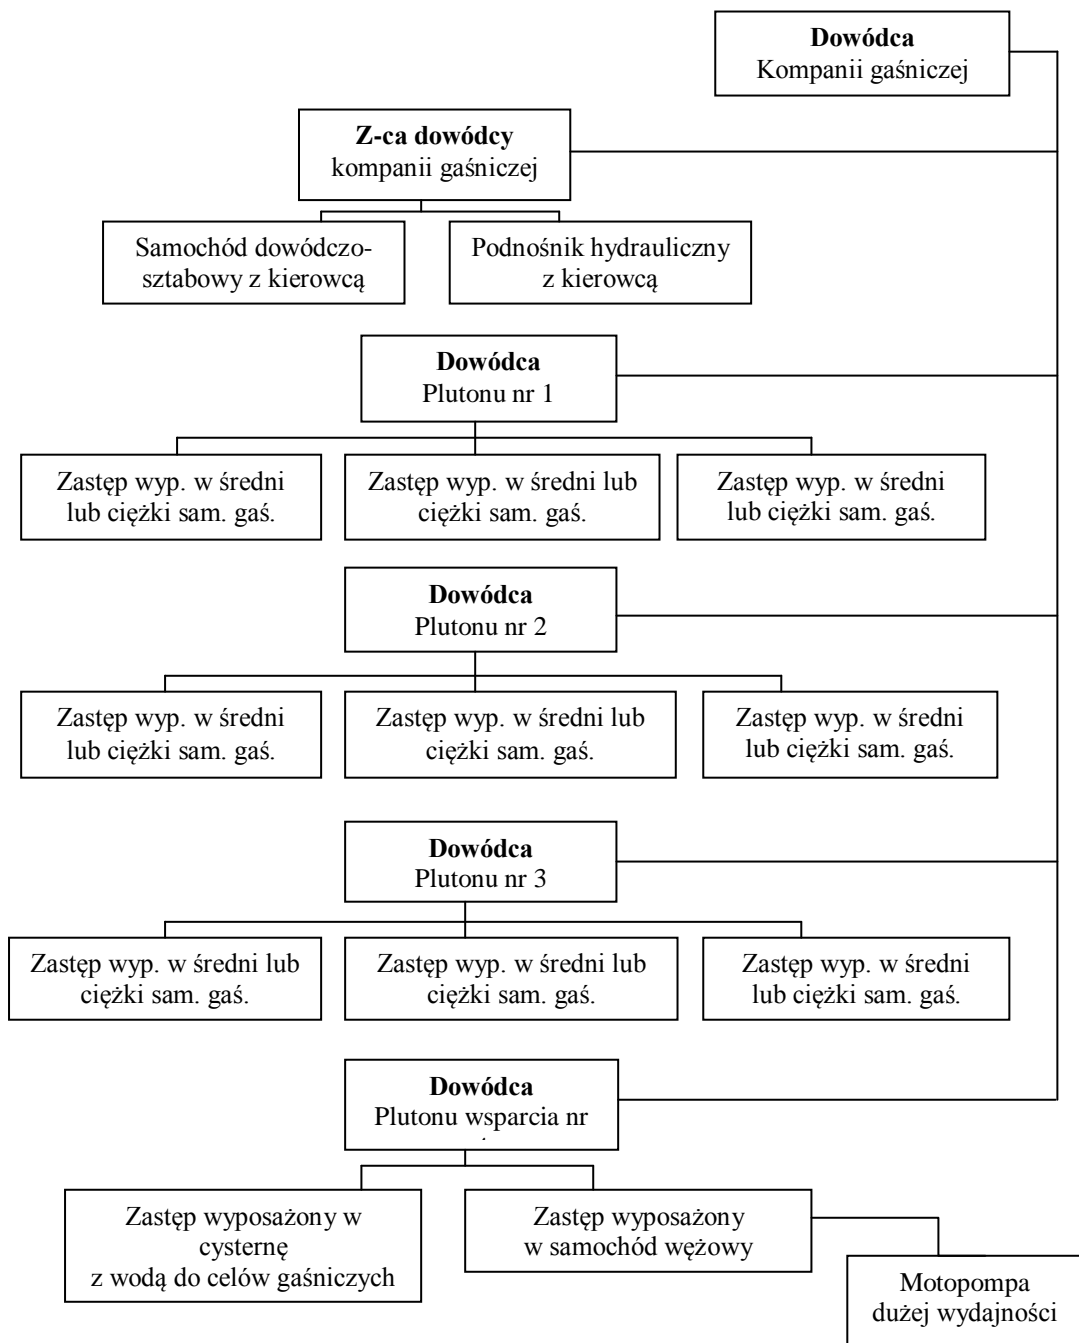 Dowódca
Kompanii gaśniczej
Z-ca dowódcy
kompanii gaśniczej
Samochód dowódczo-
sztabowy z kierowcą
Podnośnik hydrauliczny
z kierowcą
Dowódca
Plutonu nr 1
Zastęp wyp. w średni
lub ciężki sam. gaś.
Zastęp wyp. w średni lub
ciężki sam. gaś.
Zastęp wyp. w średni
lub ciężki sam. gaś.
Dowódca
Plutonu nr 2
Zastęp wyp. w średni
lub ciężki sam. gaś.
Zastęp wyp. w średni lub
ciężki sam. gaś.
Zastęp wyp. w średni
lub ciężki sam. gaś.
Dowódca
Plutonu nr 3
Zastęp wyp. w średni lub
ciężki sam. gaś.
Zastęp wyp. w średni lub
ciężki sam. gaś.
Zastęp wyp. w średni
lub ciężki sam. gaś.
Dowódca
Plutonu wsparcia nr
Zastęp wyposażony w
cysternę
z wodą do celów gaśniczych
Zastęp wyposażony
w samochód wężowy
Motopompa
dużej wydajności